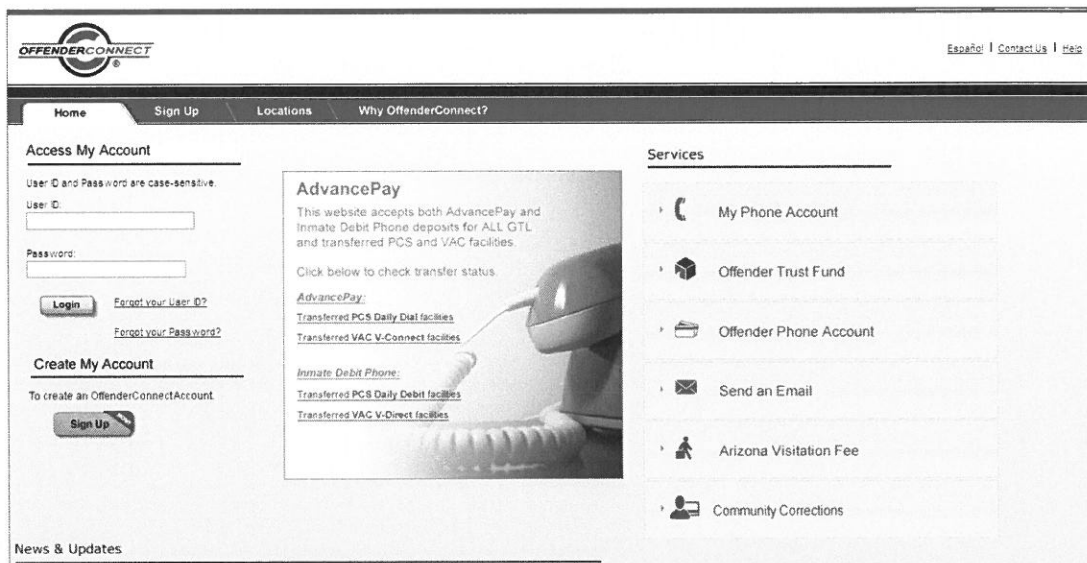 OFFENDERCONNECT
®
Español | Contact Us | Help
Home
Sign Up
Locations
Why OffenderConnect?
Access My Account
User ID and Password are case-sensitive.
User ID:
Password:
Login
Forgot your User ID?
Forgot your Password?
Create My Account
To create an OffenderConnectAccount.
Sign Up
AdvancePay
This website accepts both AdvancePay and
Inmate Debit Phone deposits for ALL GTL
and transferred PCS and VAC facilities.
Click below to check transfer status.
AdvancePay:
Transferred PCS Daily Dial facilities
Transferred VAC V-Connect facilities
Inmate Debit Phone:
Transferred PCS Daily Debit facilities
Transferred VAC V-Direct facilities
Services
My Phone Account
Offender Trust Fund
Offender Phone Account
Send an Email
Arizona Visitation Fee
Community Corrections
News & Updates